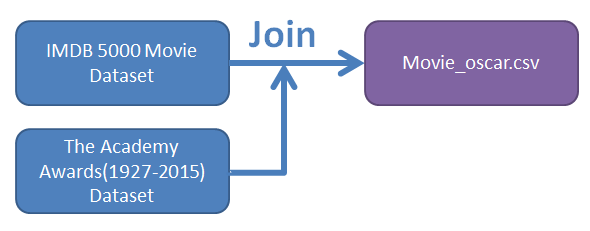 IMDB 5000 Movie
Dataset
Join
Movie_oscar.csv
The Academy
Awards(1927-2015)
Dataset